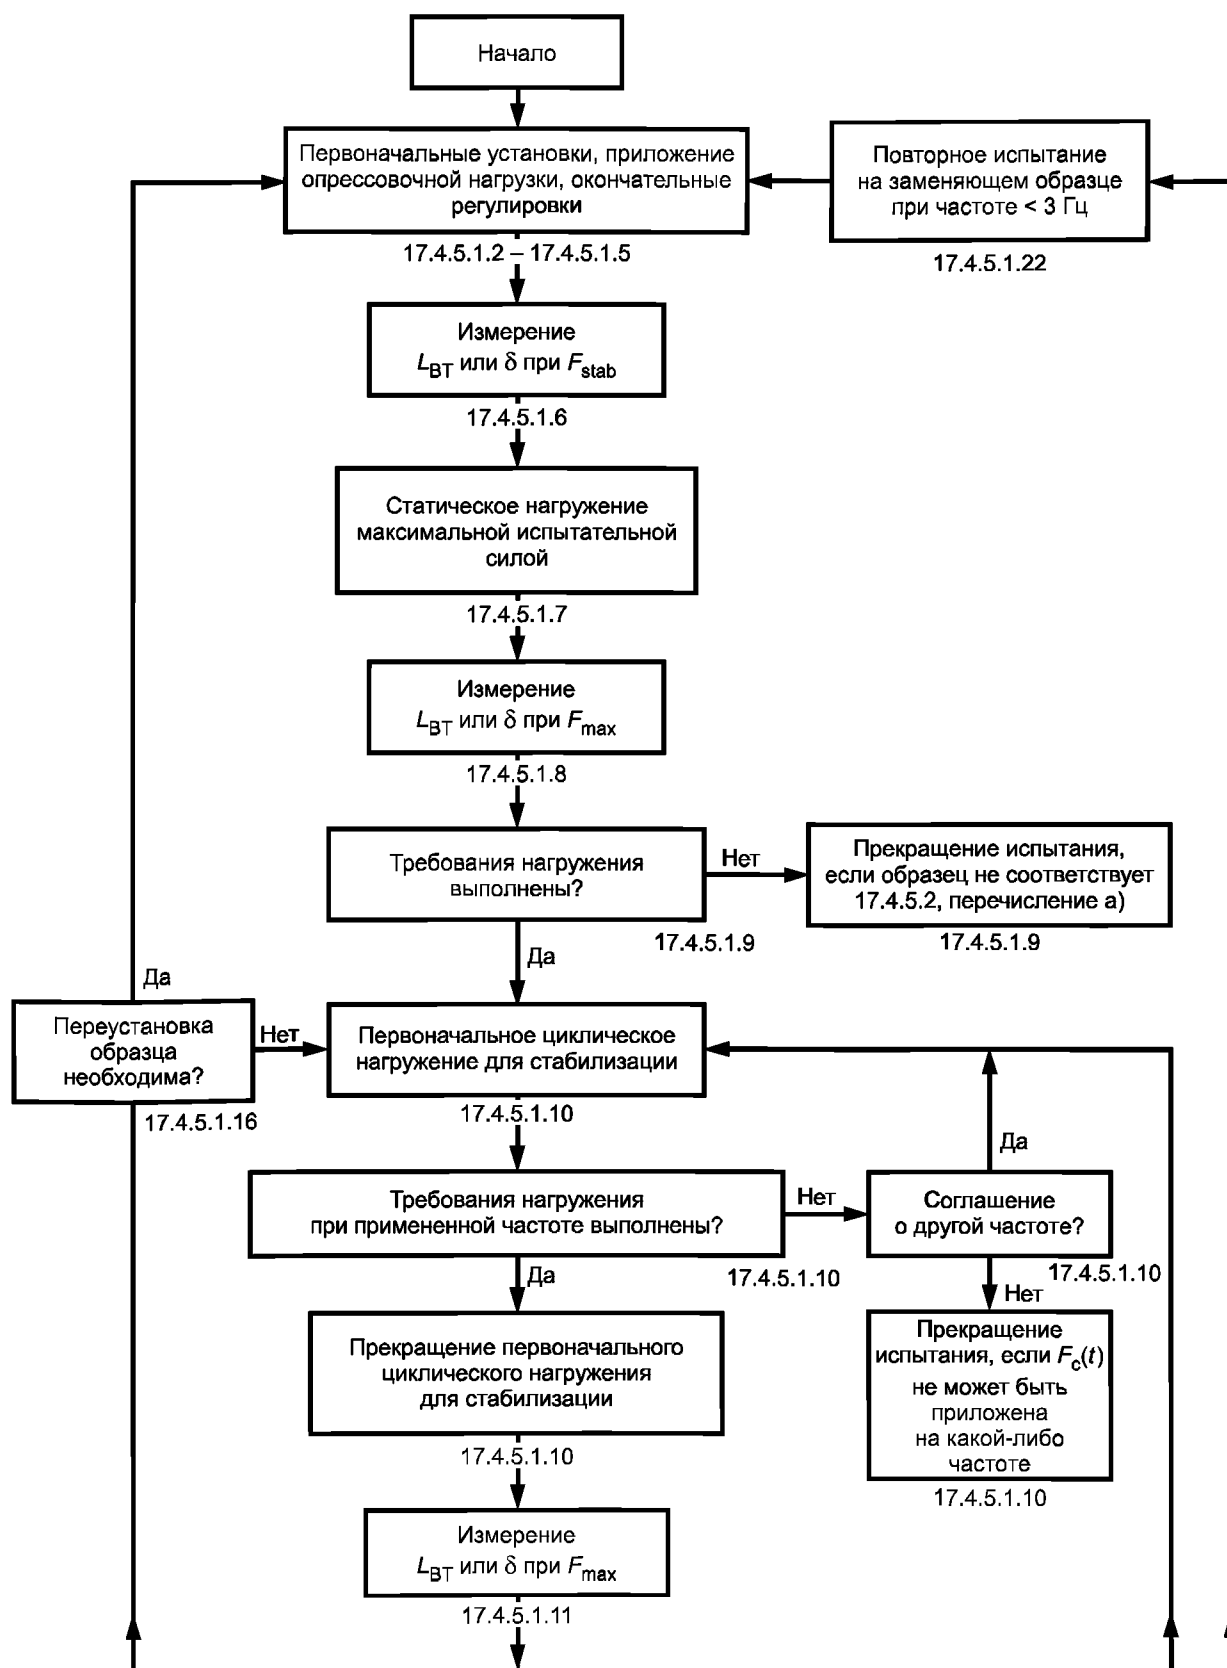 Начало
Первоначальные установки, приложение
опрессовочной нагрузки, окончательные
регулировки
17.4.5.1.2 – 17.4.5.1.5
Повторное испытание
на заменяющем образце
при частоте < 3 Гц
17.4.5.1.22
Измерение
L_BT или δ при F_stab
17.4.5.1.6
Статическое нагружение
максимальной испытательной
силой
17.4.5.1.7
Измерение
L_BT или δ при F_max
17.4.5.1.8
Требования нагружения
выполнены?
17.4.5.1.9
Нет
Прекращение испытания,
если образец не соответствует
17.4.5.2, перечисление а)
17.4.5.1.9
Да
Да
Переустановка
образца
необходима?
17.4.5.1.16
Нет
Первоначальное циклическое
нагружение для стабилизации
17.4.5.1.10
Требования нагружения
при примененной частоте выполнены?
17.4.5.1.10
Нет
Да
Соглашение
о другой частоте?
17.4.5.1.10
Да
Нет
Прекращение первоначального
циклического нагружения
для стабилизации
17.4.5.1.10
Прекращение
испытания, если F_c(t)
не может быть
приложена
на какой-либо
частоте
17.4.5.1.10
Измерение
L_BT или δ при F_max
17.4.5.1.11